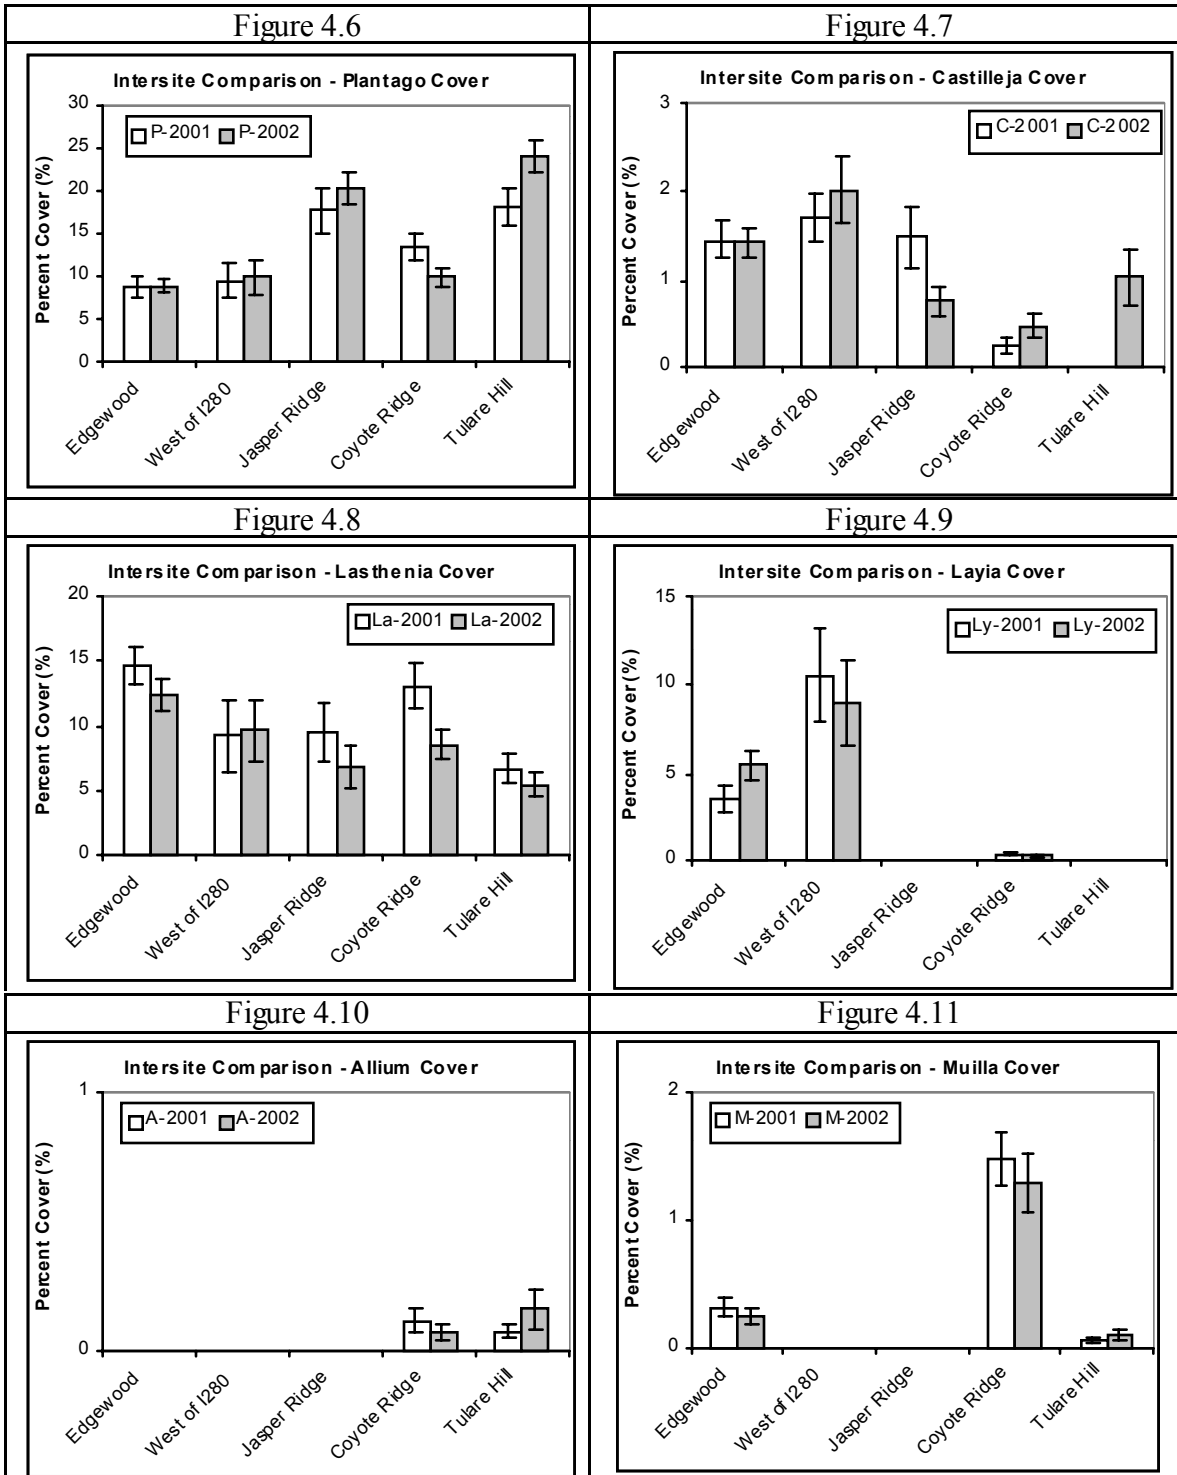 Figure 4.6
Intersite Comparison - Plantago Cover
Percent Cover (%)
30
25
20
15
10
5
0
P-2001 P-2002
Edgewood
West of I280
Jasper Ridge
Coyote Ridge
Tulare Hill
Figure 4.7
Intersite Comparison - Castilleja Cover
Percent Cover (%)
3
2
1
0
C-2001 C-2002
Edgewood
West of I280
Jasper Ridge
Coyote Ridge
Tulare Hill
Figure 4.8
Intersite Comparison - Lasthenia Cover
Percent Cover (%)
20
15
10
5
0
La-2001 La-2002
Edgewood
West of I280
Jasper Ridge
Coyote Ridge
Tulare Hill
Figure 4.9
Intersite Comparison - Layia Cover
Percent Cover (%)
15
10
5
0
Ly-2001 Ly-2002
Edgewood
West of I280
Jasper Ridge
Coyote Ridge
Tulare Hill
Figure 4.10
Intersite Comparison - Allium Cover
Percent Cover (%)
1
0
A-2001 A-2002
Edgewood
West of I280
Jasper Ridge
Coyote Ridge
Tulare Hill
Figure 4.11
Intersite Comparison - Muilla Cover
Percent Cover (%)
2
1
0
M-2001 M-2002
Edgewood
West of I280
Jasper Ridge
Coyote Ridge
Tulare Hill